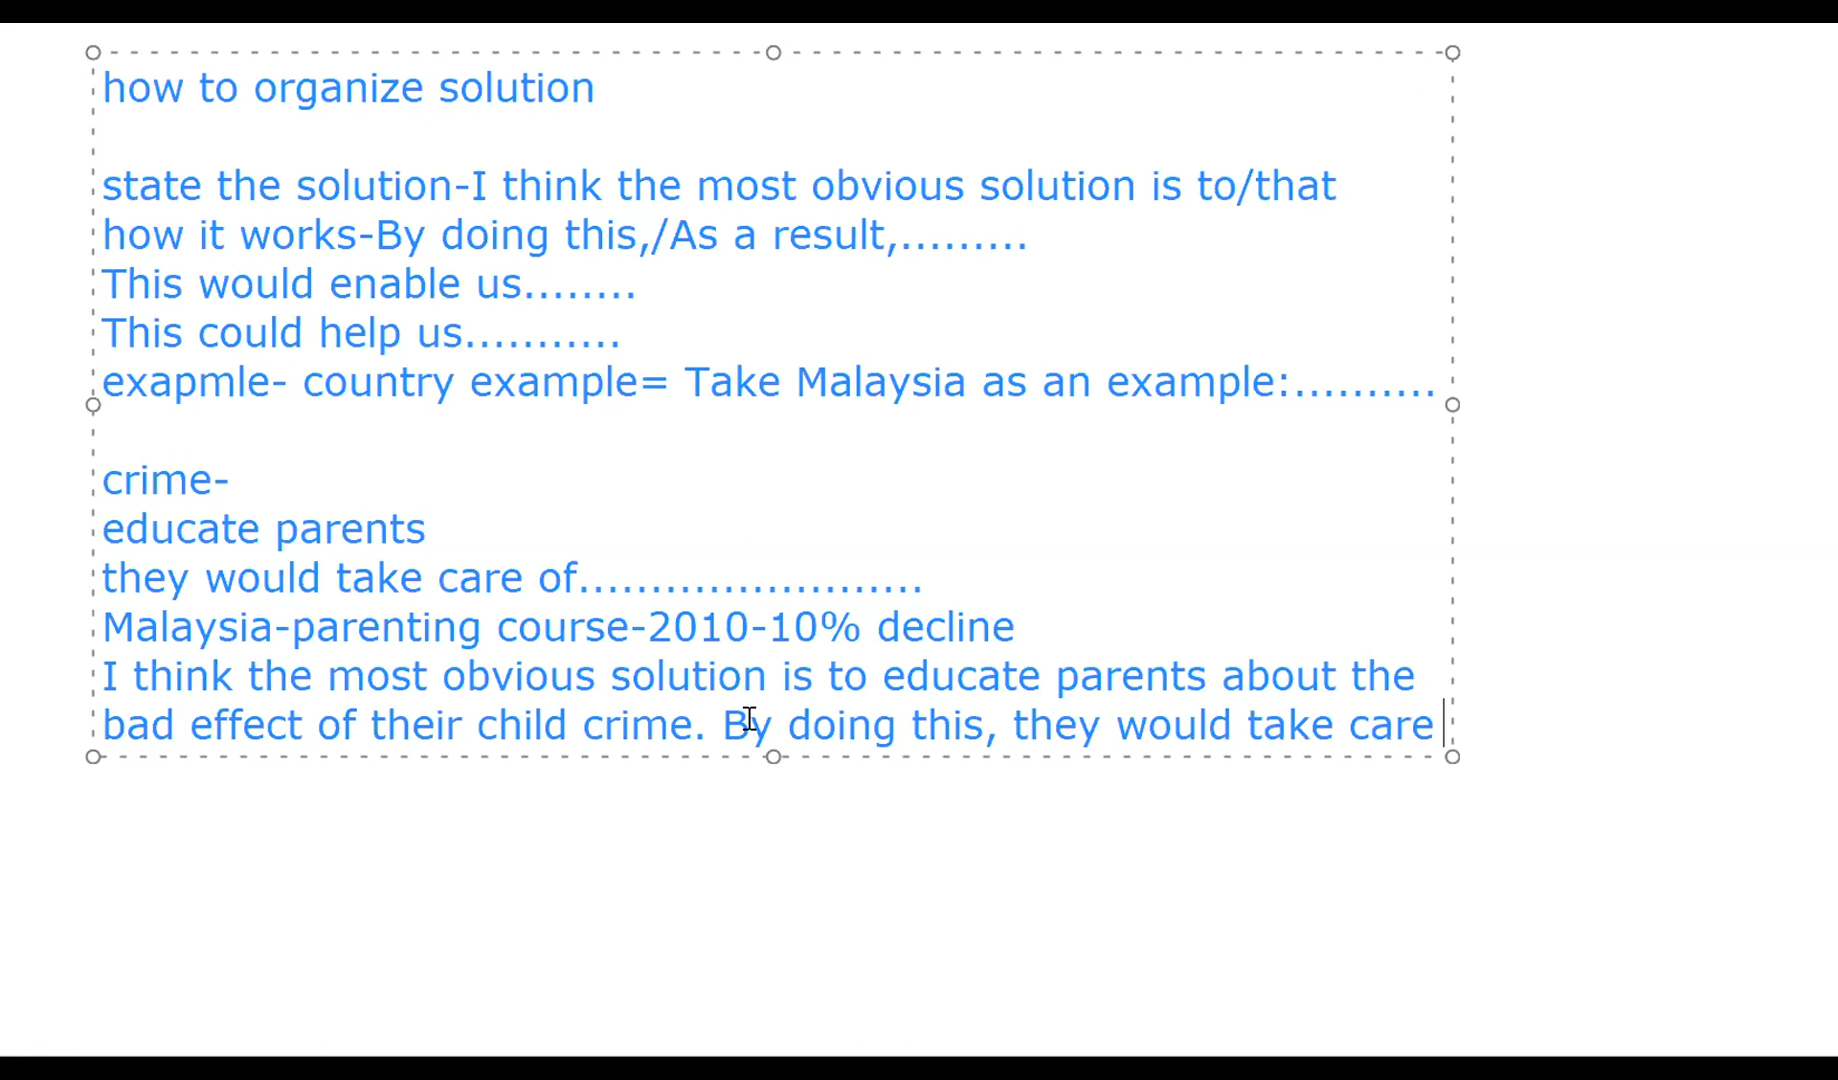 how to organize solution
state the solution-I think the most obvious solution is to/that
how it works-By doing this,/As a result,.........
This would enable us........
This could help us...........
exapmle- country example= Take Malaysia as an example:..........
crime-
educate parents
they would take care of........................
Malaysia-parenting course-2010-10% decline
I think the most obvious solution is to educate parents about the
bad effect of their child crime. By doing this, they would take care